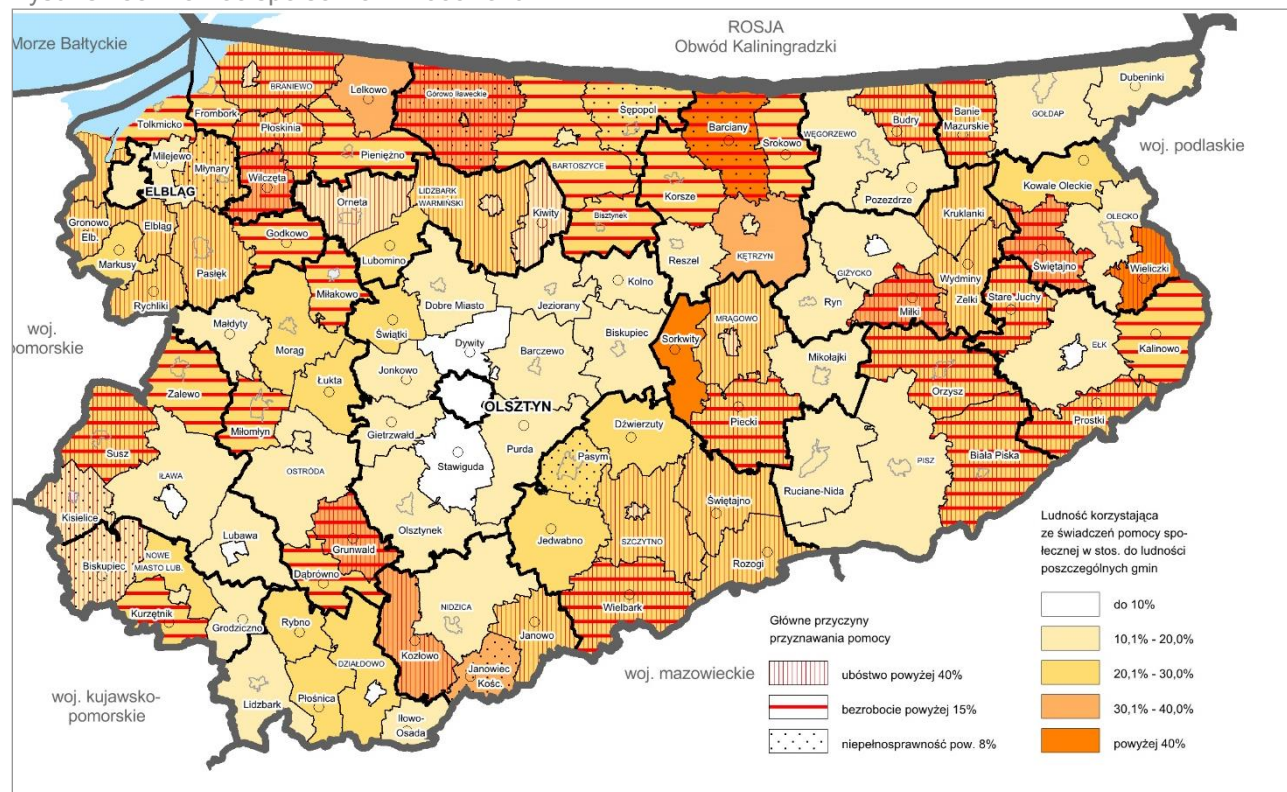 Morze Bałtyckie
ROSJA
Obwód Kaliningradzki
Dubeninki
GOŁDAP
BRANIEWO
Lelkowo
Górowo Iławeckie
Sępopol
Barciany
Srokowo
WĘGORZEWO
Budry
Banie
Mazurskie
Frombork
Tolkmicko
Płoskinia
Pieniężno
BARTOSZYCE
woj. podlaskie
Milejewo
Młynary
ELBLĄG
Wilczęta
Orneta
LIDZBARK
WARMIŃSKI
Kiwity
Bisztynek
Korsze
Pozezdrze
Kowale Oleckie
Kruklanki
OLECKO
Gronowo
Elb.
Elbląg
Godkowo
KĘTRZYN
Markusy
Pasłęk
Lubomino
Reszel
GIŻYCKO
Świętajno
Wieliczki
Rychliki
Miłakowo
Dobre Miasto
Jeziorany
Kolno
Ryn
Miłki
Wydminy
Zelki
Stare Juchy
woj.
pomorskie
Małdyty
Morąg
Świątki
Dywity
Barczewo
Biskupiec
Sorkwity
MRĄGOWO
Mikołajki
EŁK
Kalinowo
Zalewo
Łukta
Jonkowo
OLSZTYN
Orzysz
Miłomłyn
Gietrzwałd
Purda
Dźwierzuty
Piecki
Prostki
Susz
OSTRÓDA
Stawiguda
Pasym
PISZ
Biała Piska
IŁAWA
Ruciane-Nida
Kisielice
Olsztynek
Świętajno
SZCZYTNO
Lubawa
Grunwald
Jedwabno
Biskupiec
NOWE
MIASTO LUB.
Dąbrówno
Rozogi
Kurzętnik
Wielbark
NIDZICA
Grodziczno
Rybno
Janowo
Kozłowo
DZIAŁDOWO
Janowiec
Kośc.
Lidzbark
Płośnica
Iłowo-
Osada
woj. kujawsko-
pomorskie
woj. mazowieckie
Główne przyczyny
przyznawania pomocy
ubóstwo powyżej 40%
bezrobocie powyżej 15%
niepełnosprawność pow. 8%
Ludność korzystająca
ze świadczeń pomocy spo-
łecznej w stos. do ludności
poszczególnych gmin
do 10%
10,1% - 20,0%
20,1% - 30,0%
30,1% - 40,0%
powyżej 40%